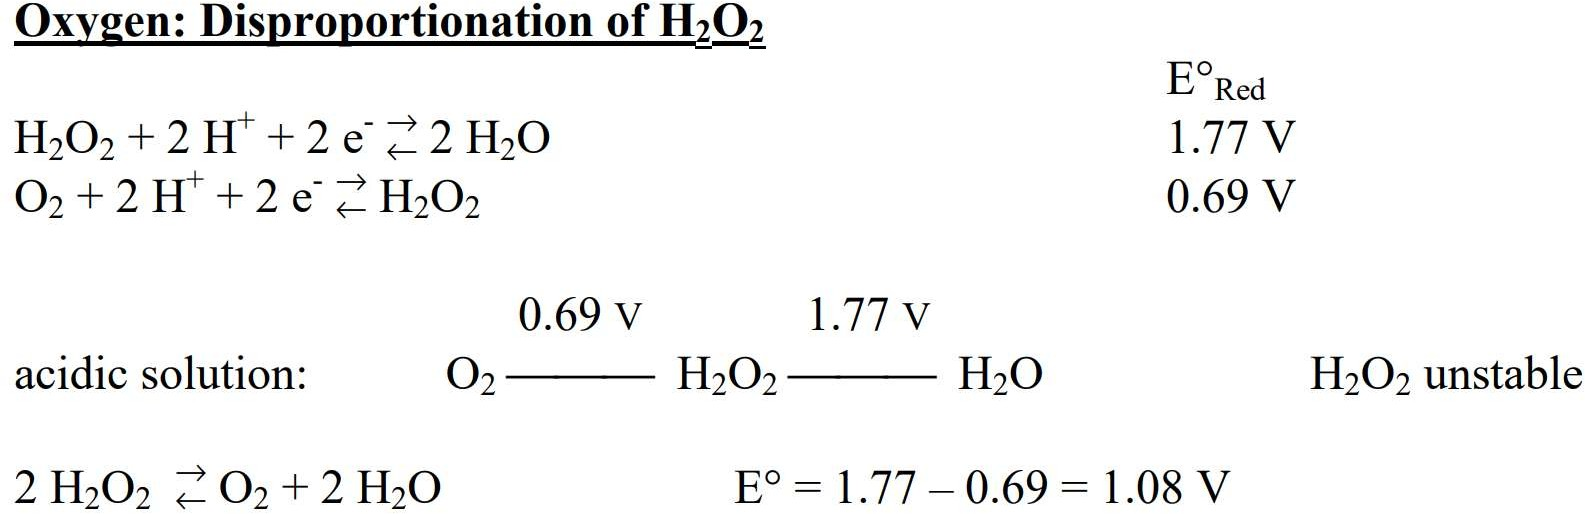 Oxygen: Disproportionation of H₂O₂
E°Red
H₂O₂ + 2 H⁺ + 2 e⁻ ⇄ 2 H₂O 1.77 V
O₂ + 2 H⁺ + 2 e⁻ ⇄ H₂O₂ 0.69 V
0.69 V 1.77 V
acidic solution: O₂ ——— H₂O₂ ——— H₂O H₂O₂ unstable
2 H₂O₂ ⇄ O₂ + 2 H₂O E° = 1.77 – 0.69 = 1.08 V